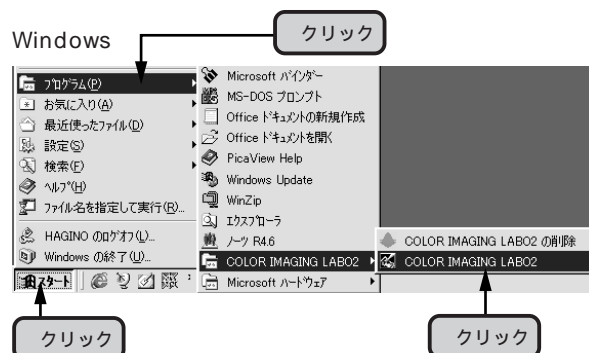 クリック
Windows
プログラム(P)
お気に入り(A)
最近使ったファイル(D)
設定(S)
検索(F)
ヘルプ(H)
ファイル名を指定して実行(R)...
HAGINO のログオフ(L)...
Windows の終了(U)...
スタート
Microsoft バインダー
MS-DOS プロンプト
Office ドキュメントの新規作成
Office ドキュメントを開く
PicaView Help
Windows Update
WinZip
エクスプローラ
ノーツ R4.6
COLOR IMAGING LABO2
Microsoft ハードウェア
COLOR IMAGING LABO2 の削除
COLOR IMAGING LABO2
クリック
クリック